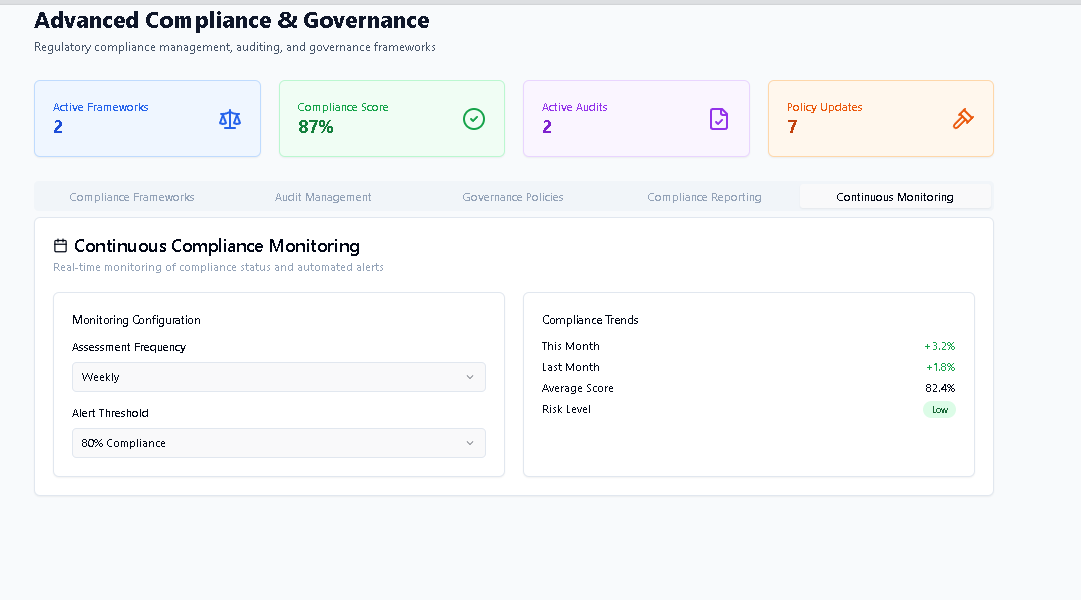 Advanced Compliance & Governance
Regulatory compliance management, auditing, and governance frameworks
Active Frameworks
2
Compliance Score
87%
Active Audits
2
Policy Updates
7
Compliance Frameworks
Audit Management
Governance Policies
Compliance Reporting
Continuous Monitoring
Continuous Compliance Monitoring
Real-time monitoring of compliance status and automated alerts
Monitoring Configuration
Assessment Frequency
Weekly
Alert Threshold
80% Compliance
Compliance Trends
This Month +3.2%
Last Month +1.8%
Average Score 82.4%
Risk Level Low